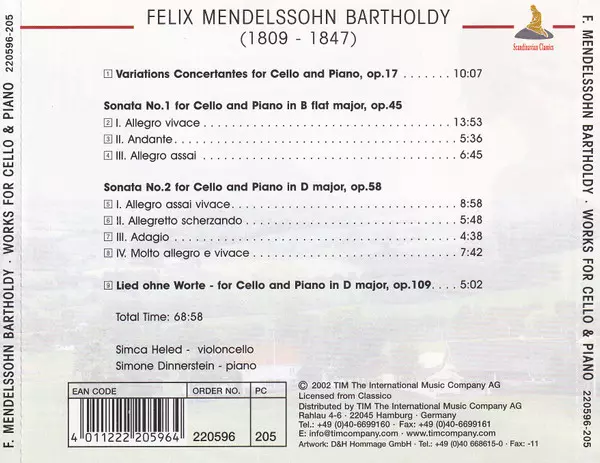 F. MENDELSSOHN BARTHOLDY · WORKS FOR CELLO & PIANO 220596-205
FELIX MENDELSSOHN BARTHOLDY
(1809 - 1847)
Scandinavian Classics
1 Variations Concertantes for Cello and Piano, op.17 ....... 10:07
Sonata No.1 for Cello and Piano in B flat major, op.45
2 I. Allegro vivace ....... 13:53
3 II. Andante ....... 5:36
4 III. Allegro assai ....... 6:45
Sonata No.2 for Cello and Piano in D major, op.58
5 I. Allegro assai vivace ....... 8:58
6 II. Allegretto scherzando ....... 5:48
7 III. Adagio ....... 4:38
8 IV. Molto allegro e vivace ....... 7:42
9 Lied ohne Worte - for Cello and Piano in D major, op.109 .... 5:02
Total Time: 68:58
Simca Heled - violoncello
Simone Dinnerstein - piano
EAN CODE ORDER NO. PC
4 011222 205964 220596 205
© 2002 TIM The International Music Company AG
Licensed from Classico
Distributed by TIM The International Music Company AG
Rahlau 4-6 - 22045 Hamburg - Germany
Tel.: +49 (0)40-6699160 - Fax: +49 (0)40-6699161
E: info@timcompany.com - www.timcompany.com
Artwork: D&H Hommage GmbH - Tel.: +49 (0)40 668615-0 - Fax: -11
F. MENDELSSOHN BARTHOLDY · WORKS FOR CELLO & PIANO 220596-205